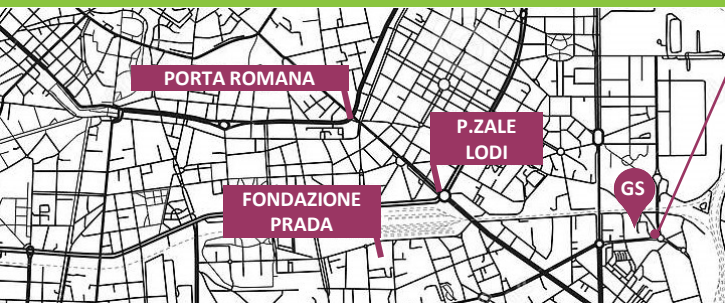 PORTA ROMANA
P.ZALE
LODI
GS
FONDAZIONE
PRADA